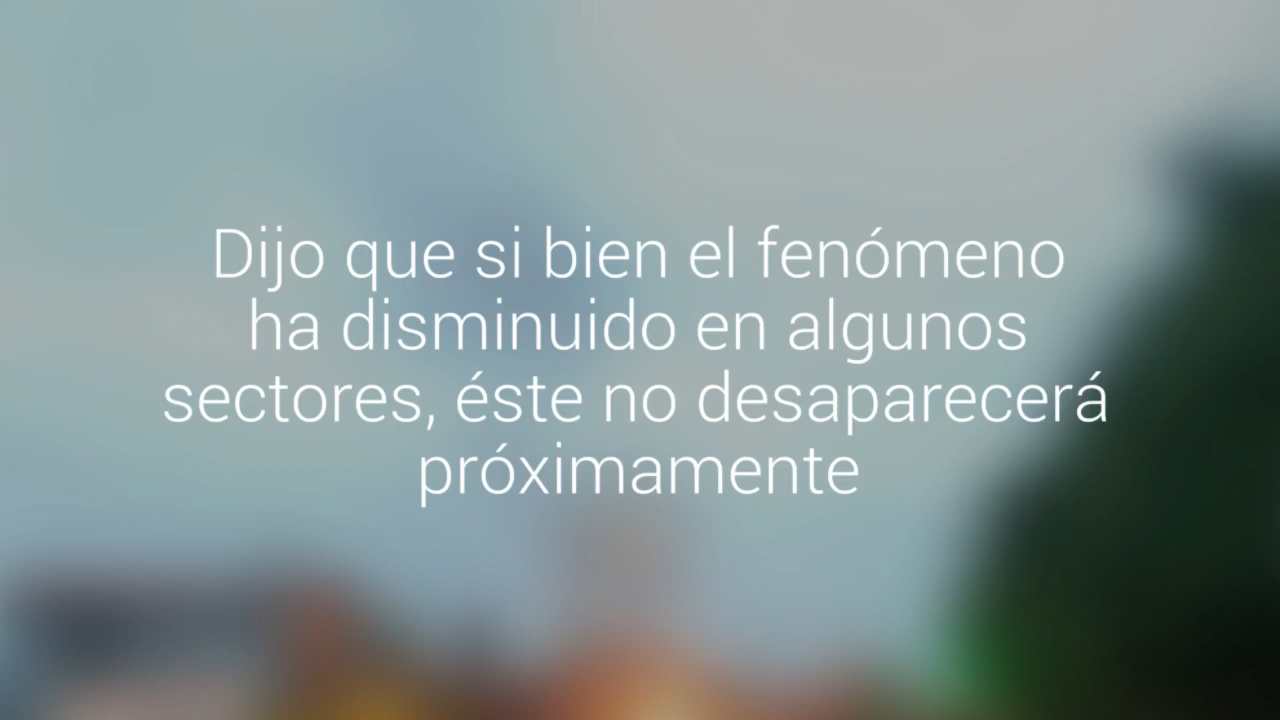 Dijo que si bien el fenómeno
ha disminuido en algunos
sectores, éste no desaparecerá
próximamente